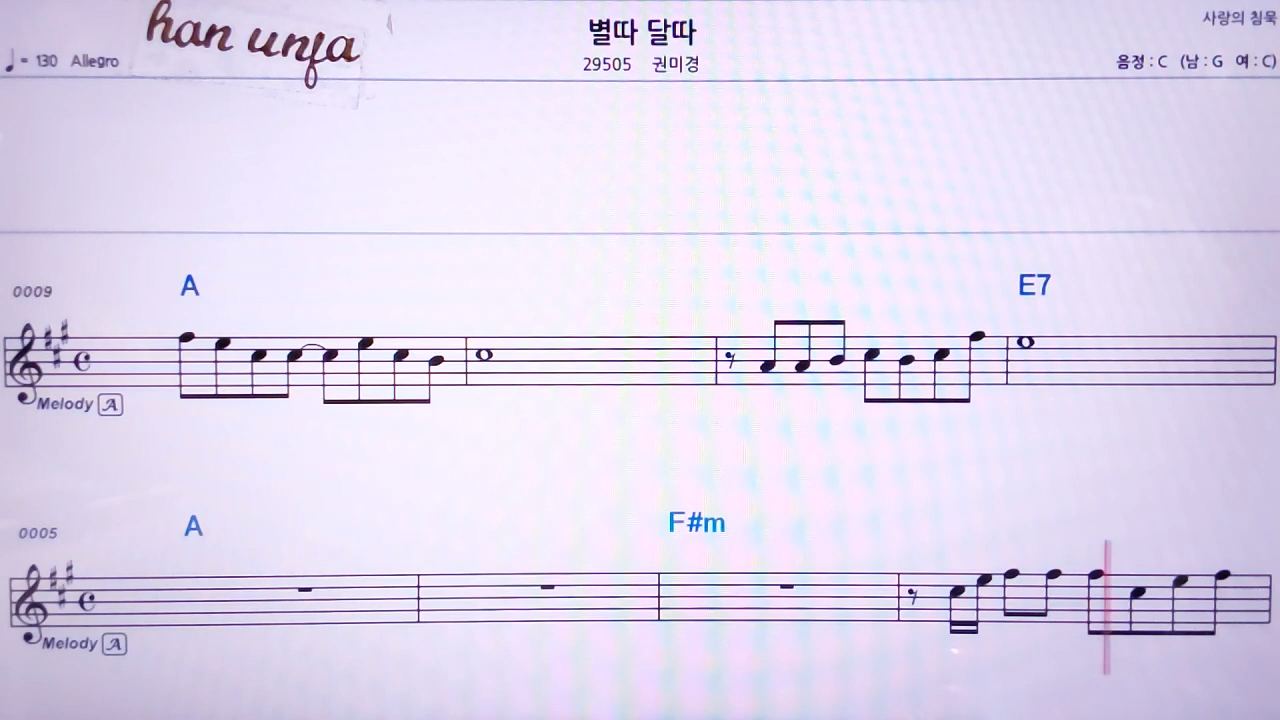 han unja
별따 달따
사랑의 침묵
♩= 130 Allegro
29505 권미경
음정 : C (남 : G 여 : C)
0009
A
E7
Melody A
0005
A
F#m
Melody A